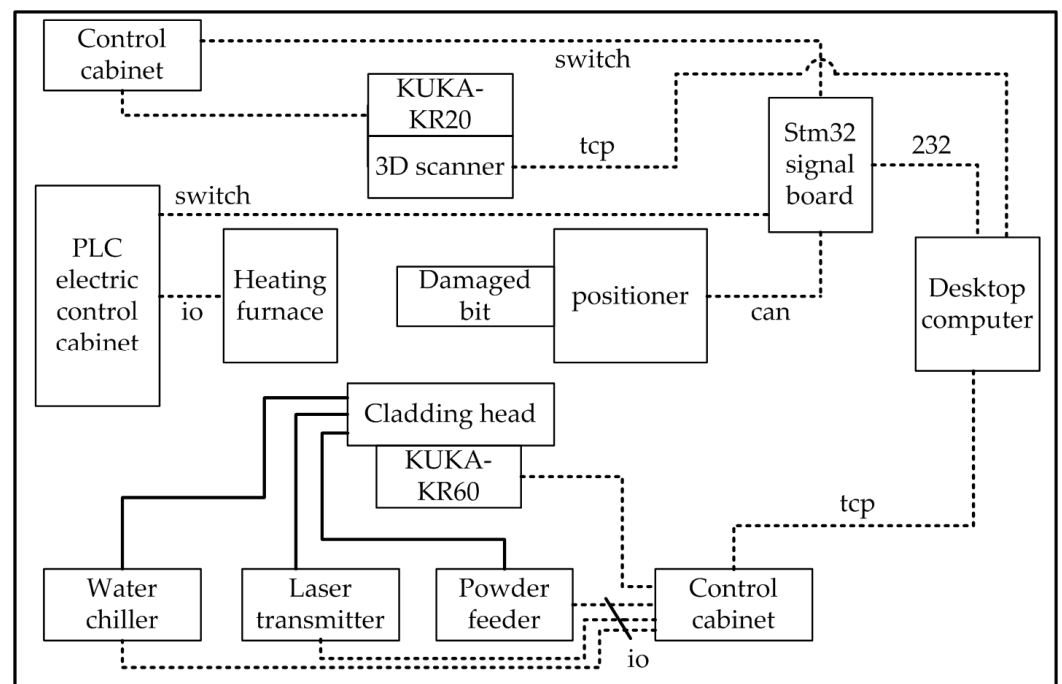 Control
cabinet
switch
KUKA-
KR20
3D scanner
tcp
Stm32
signal
board
232
switch
PLC
electric
control
cabinet
io
Heating
furnace
Damaged
bit
positioner
can
Desktop
computer
Cladding head
KUKA-
KR60
tcp
Water
chiller
Laser
transmitter
Powder
feeder
io
Control
cabinet